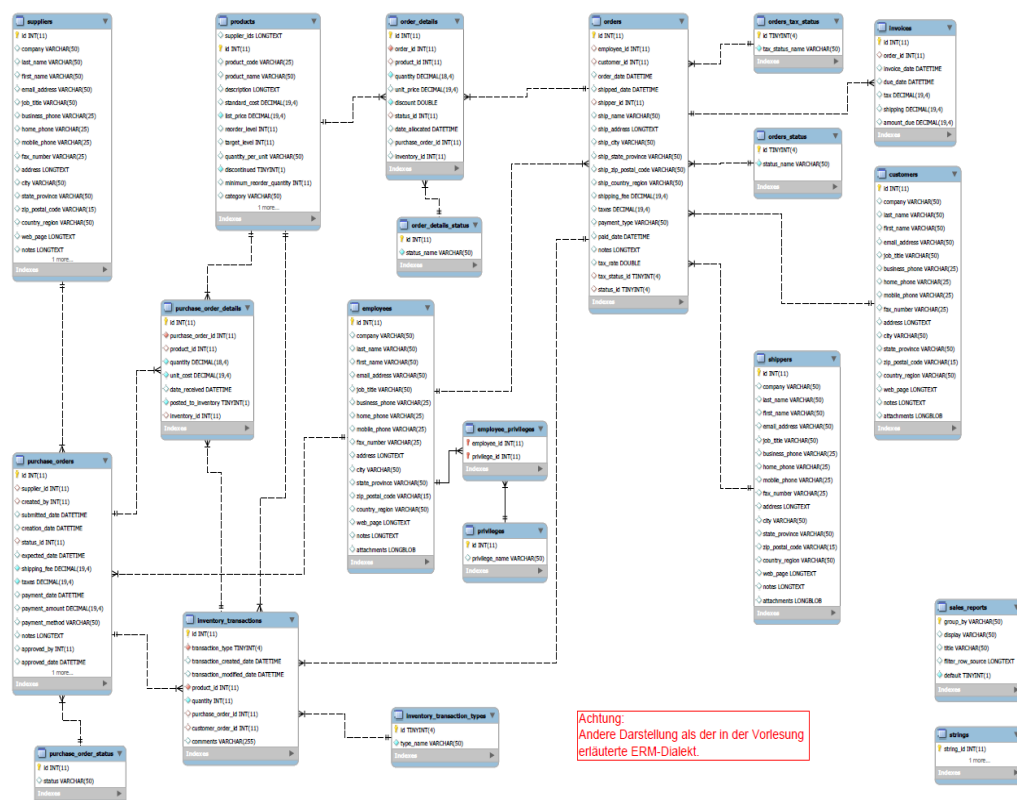 suppliers
id INT(11)
company VARCHAR(50)
last_name VARCHAR(50)
first_name VARCHAR(50)
email_address VARCHAR(50)
job_title VARCHAR(50)
business_phone VARCHAR(25)
home_phone VARCHAR(25)
mobile_phone VARCHAR(25)
fax_number VARCHAR(25)
address LONGTEXT
city VARCHAR(50)
state_province VARCHAR(50)
zip_postal_code VARCHAR(15)
country_region VARCHAR(50)
web_page LONGTEXT
notes LONGTEXT
1 more...
Indexes
products
supplier_ids LONGTEXT
id INT(11)
product_code VARCHAR(25)
product_name VARCHAR(50)
description LONGTEXT
standard_cost DECIMAL(19,4)
list_price DECIMAL(19,4)
reorder_level INT(11)
target_level INT(11)
quantity_per_unit VARCHAR(50)
discontinued TINYINT(1)
minimum_reorder_quantity INT(11)
category VARCHAR(50)
1 more...
Indexes
order_details
id INT(11)
order_id INT(11)
product_id INT(11)
quantity DECIMAL(18,4)
unit_price DECIMAL(19,4)
discount DOUBLE
status_id INT(11)
date_allocated DATETIME
purchase_order_id INT(11)
inventory_id INT(11)
Indexes
orders
id INT(11)
employee_id INT(11)
customer_id INT(11)
order_date DATETIME
shipped_date DATETIME
shipper_id INT(11)
ship_name VARCHAR(50)
ship_address LONGTEXT
ship_city VARCHAR(50)
ship_state_province VARCHAR(50)
ship_zip_postal_code VARCHAR(50)
ship_country_region VARCHAR(50)
shipping_fee DECIMAL(19,4)
taxes DECIMAL(19,4)
payment_type VARCHAR(50)
paid_date DATETIME
notes LONGTEXT
tax_rate DOUBLE
tax_status_id TINYINT(4)
status_id TINYINT(4)
Indexes
orders_tax_status
id TINYINT(4)
tax_status_name VARCHAR(50)
Indexes
invoices
id INT(11)
order_id INT(11)
invoice_date DATETIME
due_date DATETIME
tax DECIMAL(19,4)
shipping DECIMAL(19,4)
amount_due DECIMAL(19,4)
Indexes
orders_status
id TINYINT(4)
status_name VARCHAR(50)
Indexes
customers
id INT(11)
company VARCHAR(50)
last_name VARCHAR(50)
first_name VARCHAR(50)
email_address VARCHAR(50)
job_title VARCHAR(50)
business_phone VARCHAR(25)
home_phone VARCHAR(25)
mobile_phone VARCHAR(25)
fax_number VARCHAR(25)
address LONGTEXT
city VARCHAR(50)
state_province VARCHAR(50)
zip_postal_code VARCHAR(15)
country_region VARCHAR(50)
web_page LONGTEXT
notes LONGTEXT
attachments LONGBLOB
Indexes
order_details_status
id INT(11)
status_name VARCHAR(50)
Indexes
purchase_order_details
id INT(11)
purchase_order_id INT(11)
product_id INT(11)
quantity DECIMAL(18,4)
unit_cost DECIMAL(19,4)
date_received DATETIME
posted_to_inventory TINYINT(1)
inventory_id INT(11)
Indexes
employees
id INT(11)
company VARCHAR(50)
last_name VARCHAR(50)
first_name VARCHAR(50)
email_address VARCHAR(50)
job_title VARCHAR(50)
business_phone VARCHAR(25)
home_phone VARCHAR(25)
mobile_phone VARCHAR(25)
fax_number VARCHAR(25)
address LONGTEXT
city VARCHAR(50)
state_province VARCHAR(50)
zip_postal_code VARCHAR(15)
country_region VARCHAR(50)
web_page LONGTEXT
notes LONGTEXT
attachments LONGBLOB
Indexes
employee_privileges
employee_id INT(11)
privilege_id INT(11)
Indexes
privileges
id INT(11)
privilege_name VARCHAR(50)
Indexes
shippers
id INT(11)
company VARCHAR(50)
last_name VARCHAR(50)
first_name VARCHAR(50)
email_address VARCHAR(50)
job_title VARCHAR(50)
business_phone VARCHAR(25)
home_phone VARCHAR(25)
mobile_phone VARCHAR(25)
fax_number VARCHAR(25)
address LONGTEXT
city VARCHAR(50)
state_province VARCHAR(50)
zip_postal_code VARCHAR(15)
country_region VARCHAR(50)
web_page LONGTEXT
notes LONGTEXT
attachments LONGBLOB
Indexes
purchase_orders
id INT(11)
supplier_id INT(11)
created_by INT(11)
submitted_date DATETIME
creation_date DATETIME
status_id INT(11)
expected_date DATETIME
shipping_fee DECIMAL(19,4)
taxes DECIMAL(19,4)
payment_date DATETIME
payment_amount DECIMAL(19,4)
payment_method VARCHAR(50)
notes LONGTEXT
approved_by INT(11)
approved_date DATETIME
1 more...
Indexes
inventory_transactions
id INT(11)
transaction_type TINYINT(4)
transaction_created_date DATETIME
transaction_modified_date DATETIME
product_id INT(11)
quantity INT(11)
purchase_order_id INT(11)
customer_order_id INT(11)
comments VARCHAR(255)
Indexes
inventory_transaction_types
id TINYINT(4)
type_name VARCHAR(50)
Indexes
purchase_order_status
id INT(11)
status VARCHAR(50)
Indexes
Achtung:
Andere Darstellung als der in der Vorlesung
erläuterte ERM-Dialekt.
sales_reports
group_by VARCHAR(50)
display VARCHAR(50)
title VARCHAR(50)
filter_row_source LONGTEXT
default TINYINT(1)
Indexes
strings
string_id INT(11)
1 more...
Indexes